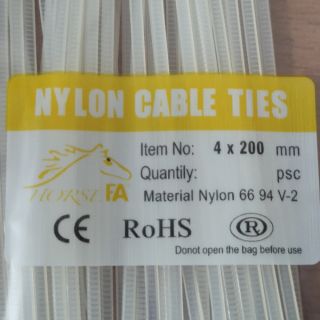 NYLON CABLE TIES
Item No: 4 x 200 mm
Quantity: psc
HORSE FA
Material Nylon 66 94 V-2
CE RoHS R
Donot open the bag before use